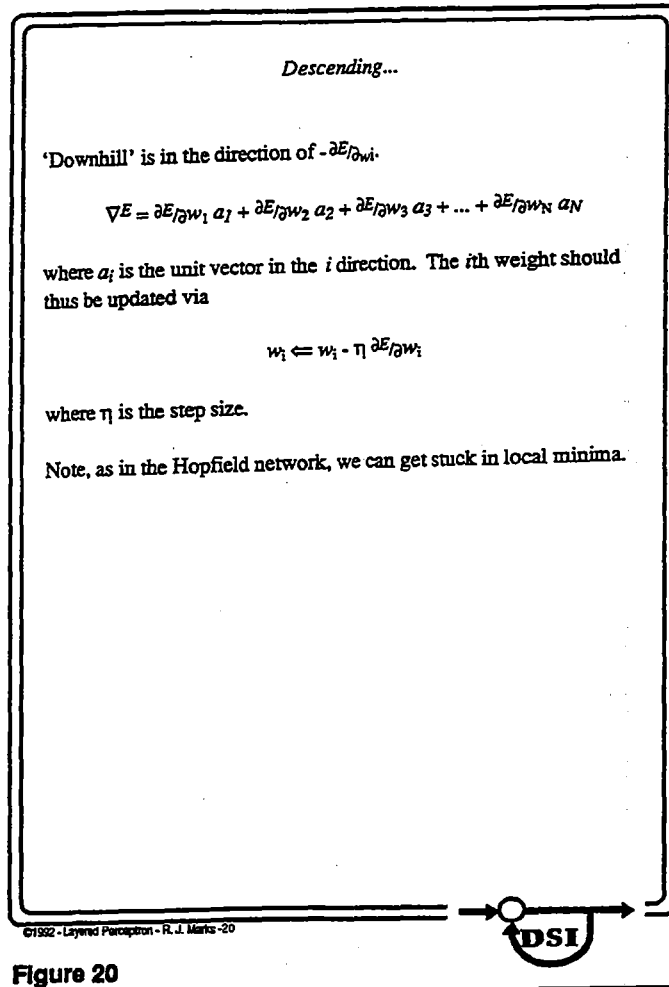 Descending...
‘Downhill’ is in the direction of -∂E/∂wi.
∇E = ∂E/∂w1 a1 + ∂E/∂w2 a2 + ∂E/∂w3 a3 + ... + ∂E/∂wN aN
where ai is the unit vector in the i direction. The ith weight should
thus be updated via
wi ⇐ wi - η ∂E/∂wi
where η is the step size.
Note, as in the Hopfield network, we can get stuck in local minima.
©1992 - Layered Perceptron - R. J. Marks -20
DSI
Figure 20